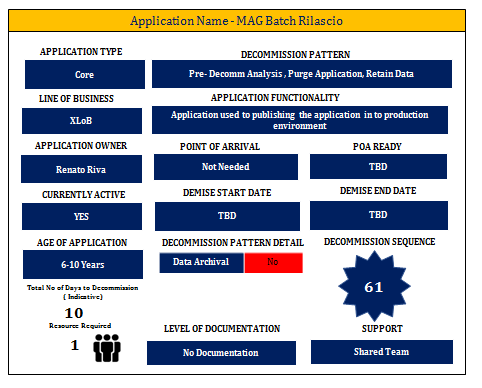 Application Name - MAG Batch Rilascio
APPLICATION TYPE
Core
DECOMMISSION PATTERN
Pre- Decomm Analysis , Purge Application, Retain Data
LINE OF BUSINESS
XLoB
APPLICATION FUNCTIONALITY
Application used to publishing the application in to production
environment
APPLICATION OWNER
Renato Riva
POINT OF ARRIVAL
Not Needed
POA READY
TBD
CURRENTLY ACTIVE
YES
DEMISE START DATE
TBD
DEMISE END DATE
TBD
AGE OF APPLICATION
6-10 Years
DECOMMISSION PATTERN DETAIL
Data Archival
No
DECOMMISSION SEQUENCE
61
Total No of Days to Decommission
( Indicative)
10
Resource Required
1
LEVEL OF DOCUMENTATION
No Documentation
SUPPORT
Shared Team